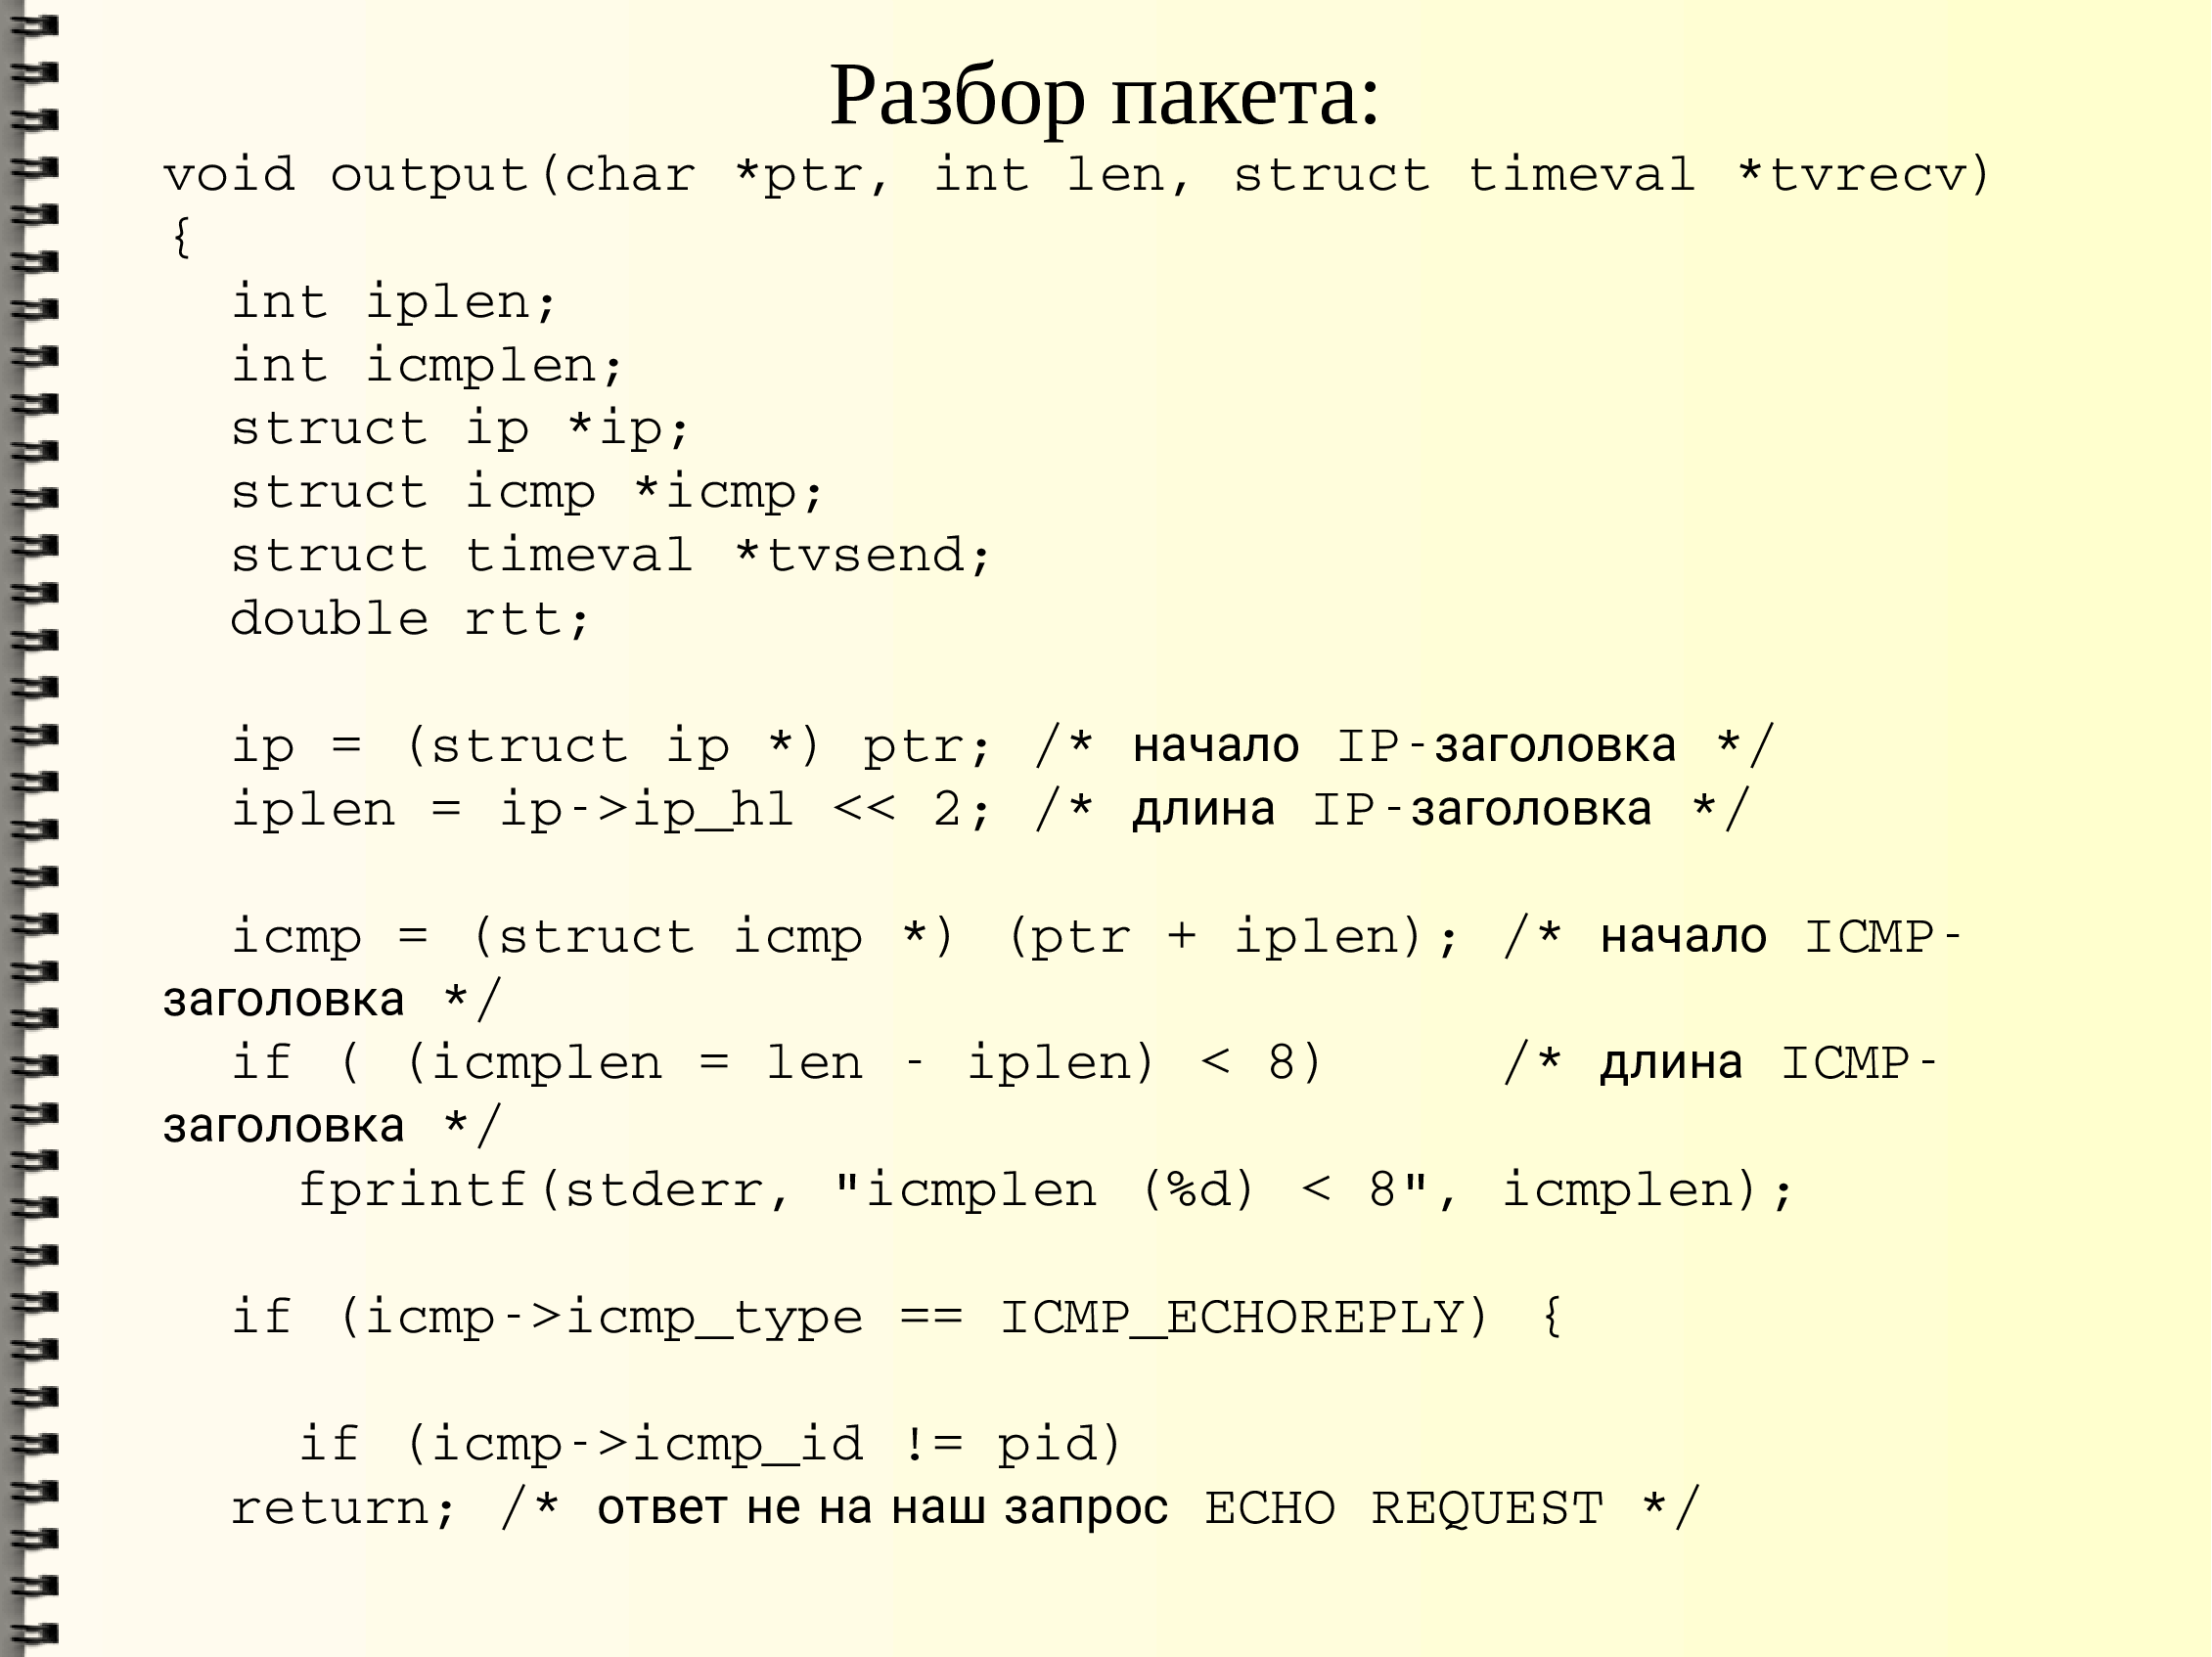 Разбор пакета:
void output(char *ptr, int len, struct timeval *tvrecv)
{
  int iplen;
  int icmplen;
  struct ip *ip;
  struct icmp *icmp;
  struct timeval *tvsend;
  double rtt;

  ip = (struct ip *) ptr; /* начало IP-заголовка */
  iplen = ip->ip_hl << 2; /* длина IP-заголовка */

  icmp = (struct icmp *) (ptr + iplen); /* начало ICMP-
заголовка */
  if ( (icmplen = len - iplen) < 8)     /* длина ICMP-
заголовка */
    fprintf(stderr, "icmplen (%d) < 8", icmplen);

  if (icmp->icmp_type == ICMP_ECHOREPLY) {

    if (icmp->icmp_id != pid)
  return; /* ответ не на наш запрос ECHO REQUEST */